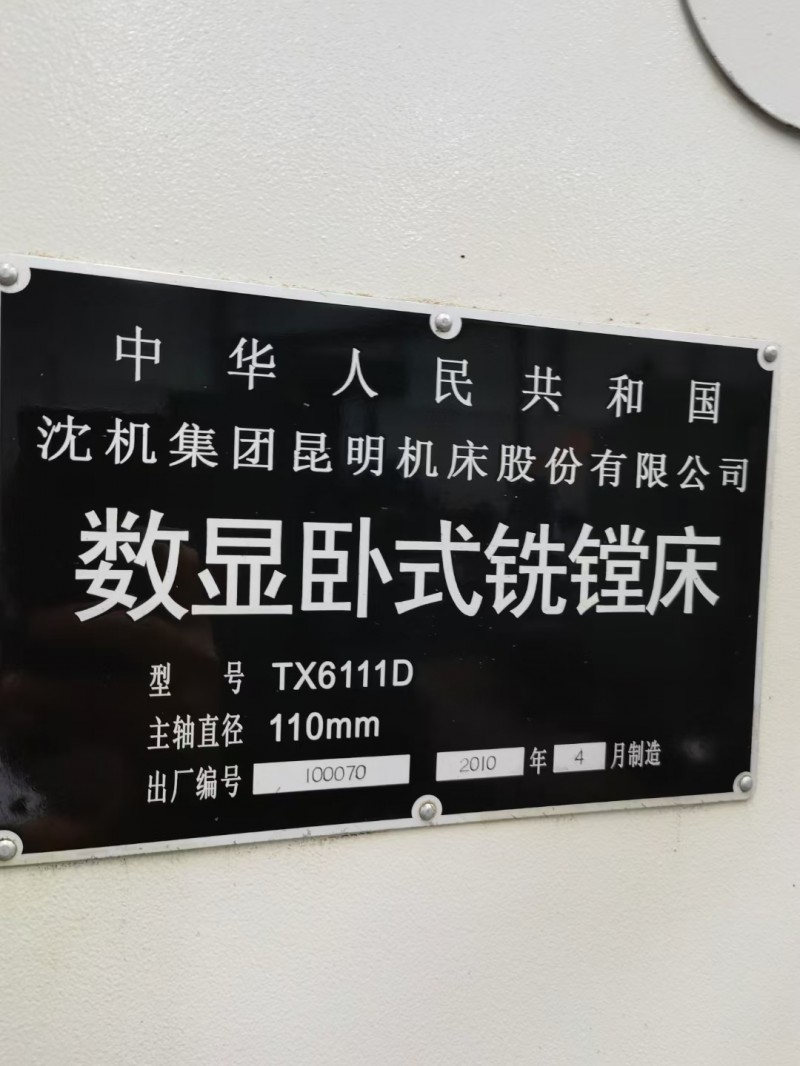 中华人民共和国
沈机集团昆明机床股份有限公司
数显卧式铣镗床
型号 TX6111D
主轴直径 110mm
出厂编号 100070 2010 年 4 月制造